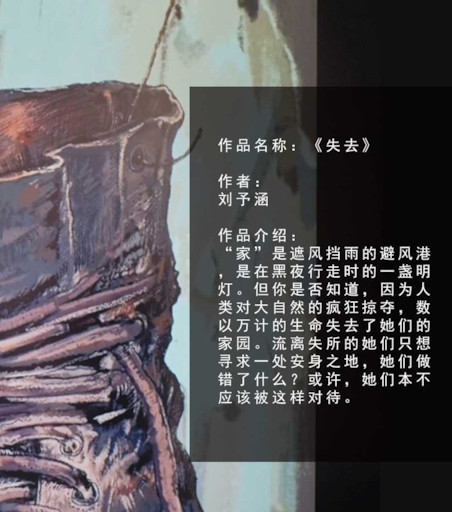 作品名称：《失去》
作者：
刘予涵
作品介绍：
“家”是遮风挡雨的避风港
，是在黑夜行走时的一盏明
灯。但你是否知道，因为人
类对大自然的疯狂掠夺，数
以万计的生命失去了她们的
家园。流离失所的她们只想
寻求一处安身之地，她们做
错了什么？或许，她们本不
应该被这样对待。